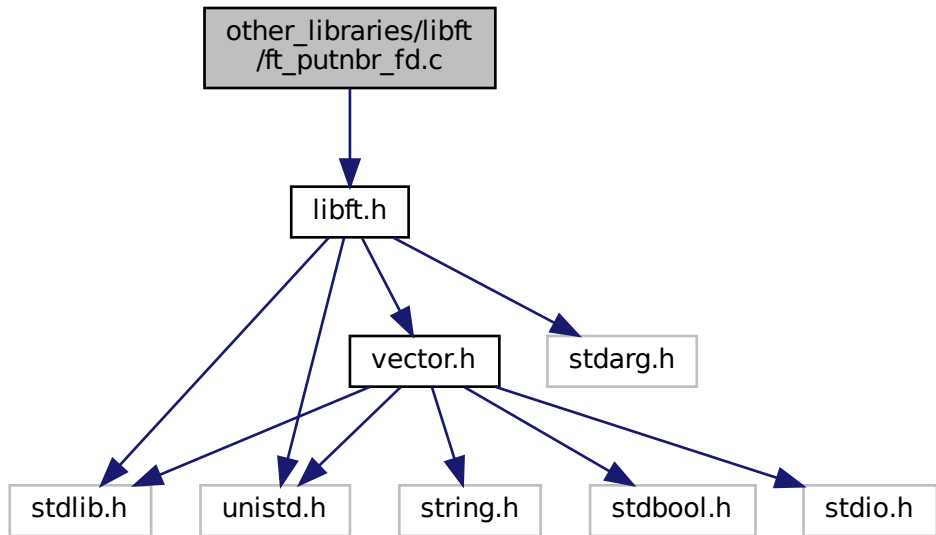 other_libraries/libft
/ft_putnbr_fd.c
libft.h
vector.h
stdarg.h
stdlib.h
unistd.h
string.h
stdbool.h
stdio.h